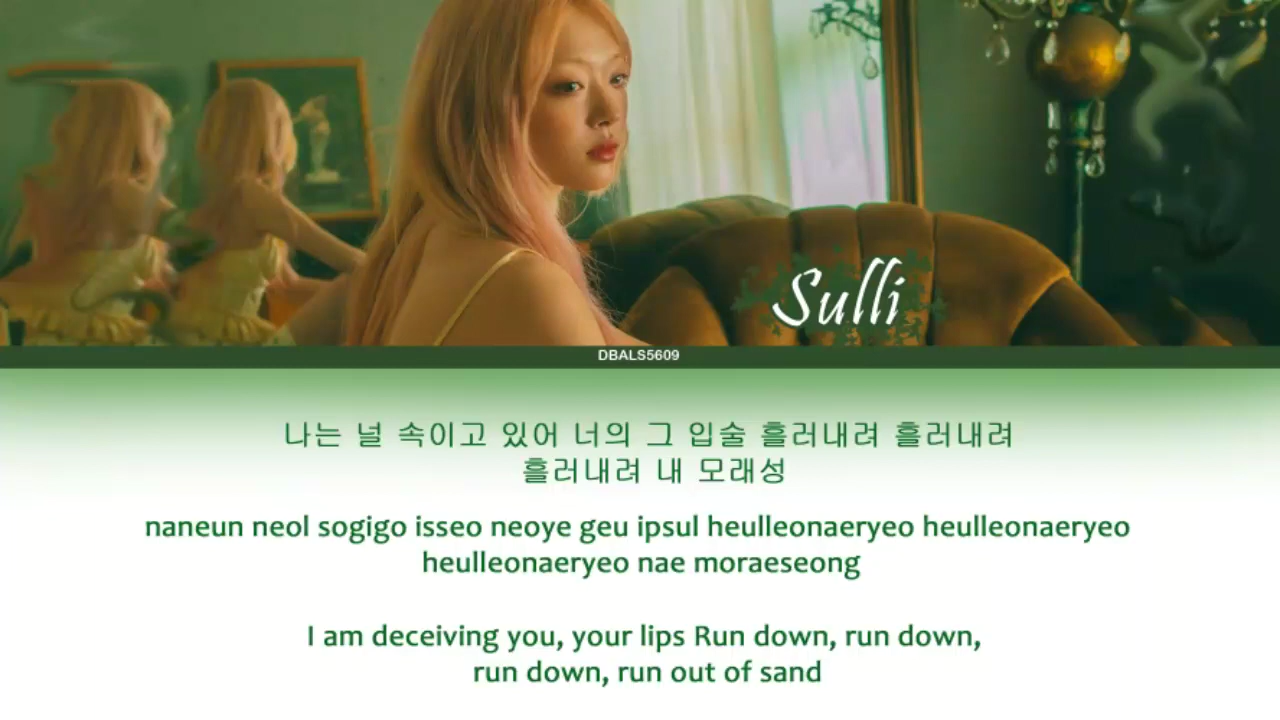 Sulli
DBALS5609
나는 널 속이고 있어 너의 그 입술 흘러내려 흘러내려
흘러내려 내 모래성
naneun neol sogigo isseo neoye geu ipsul heulleonaeryeo heulleonaeryeo
heulleonaeryeo nae moraeseong
I am deceiving you, your lips Run down, run down,
run down, run out of sand